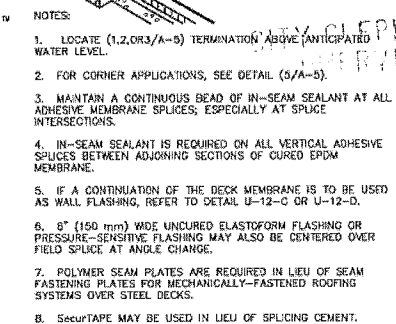 TM
NOTES:
1. LOCATE (1,2,OR3/A-5) TERMINATION ABOVE ANTICIPATED
WATER LEVEL.
2. FOR CORNER APPLICATIONS, SEE DETAIL (5/A-5).
3. MAINTAIN A CONTINUOUS BEAD OF IN-SEAM SEALANT AT ALL
ADHESIVE MEMBRANE SPLICES; ESPECIALLY AT SPLICE
INTERSECTIONS.
4. IN-SEAM SEALANT IS REQUIRED ON ALL VERTICAL ADHESIVE
SPLICES BETWEEN ADJOINING SECTIONS OF CURED EPDM
MEMBRANE.
5. IF A CONTINUATION OF THE DECK MEMBRANE IS TO BE USED
AS WALL FLASHING, REFER TO DETAIL U-12-C OR U-12-D.
6. 6" (150 mm) WIDE UNCURED ELASTOFORM FLASHING OR
PRESSURE-SENSITIVE FLASHING MAY ALSO BE CENTERED OVER
FIELD SPLICE AT ANGLE CHANGE.
7. POLYMER SEAM PLATES ARE REQUIRED IN LIEU OF SEAM
FASTENING PLATES FOR MECHANICALLY-FASTENED ROOFING
SYSTEMS OVER STEEL DECKS.
8. SecurTAPE MAY BE USED IN LIEU OF SPLICING CEMENT.